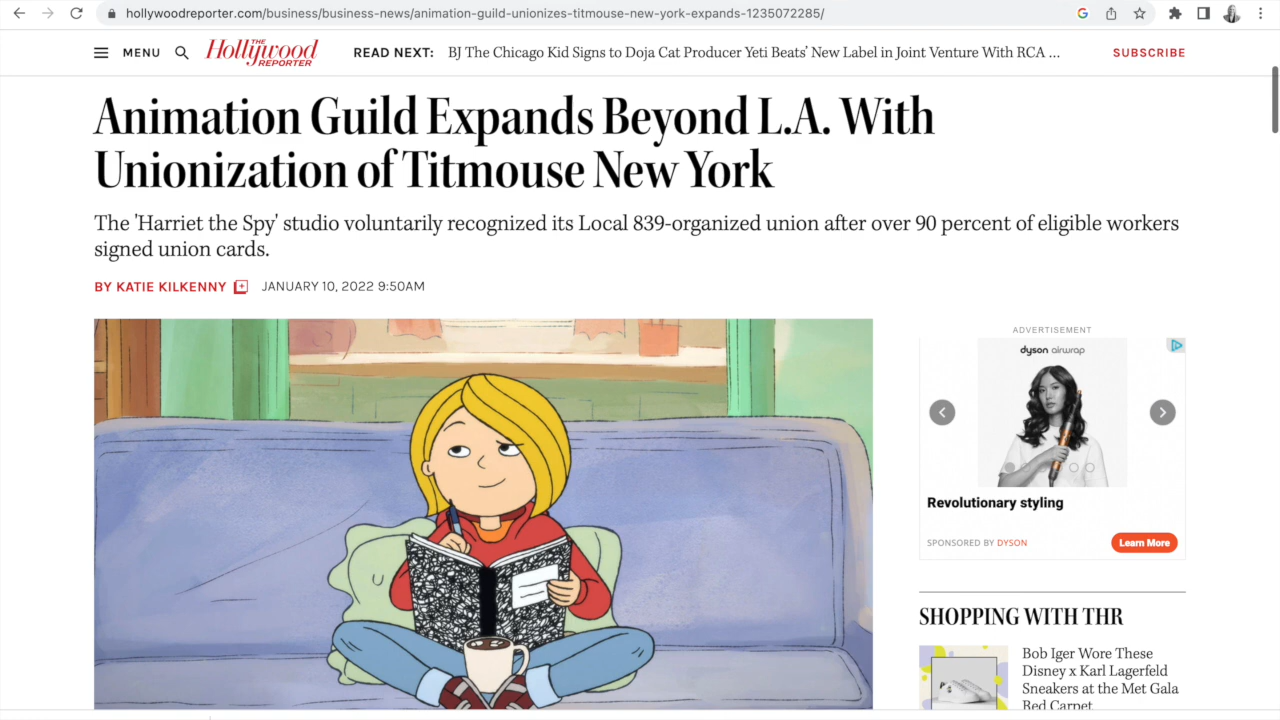 hollywoodreporter.com/business/business-news/animation-guild-unionizes-titmouse-new-york-expands-1235072285/
MENU
THE
Hollywood
REPORTER
READ NEXT: BJ The Chicago Kid Signs to Doja Cat Producer Yeti Beats' New Label in Joint Venture With RCA ...
SUBSCRIBE
Animation Guild Expands Beyond L.A. With
Unionization of Titmouse New York
The 'Harriet the Spy' studio voluntarily recognized its Local 839-organized union after over 90 percent of eligible workers
signed union cards.
BY KATIE KILKENNY
JANUARY 10, 2022 9:50AM
ADVERTISEMENT
dyson airwrap
Revolutionary styling
SPONSORED BY DYSON
Learn More
SHOPPING WITH THR
Bob Iger Wore These
Disney x Karl Lagerfeld
Sneakers at the Met Gala
Red Carpet